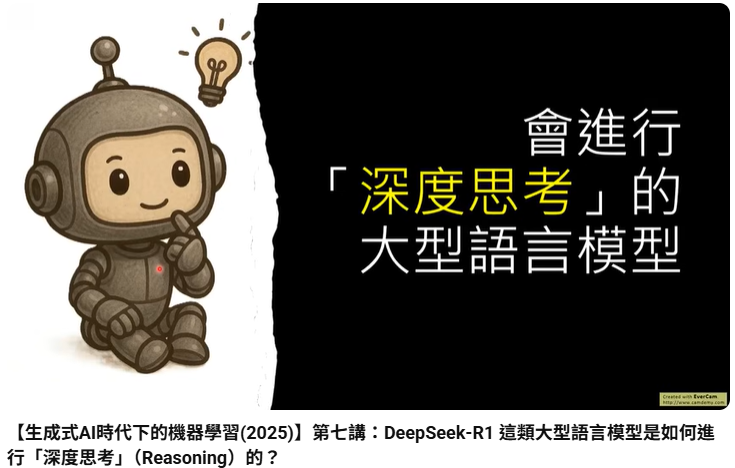 會進行
「深度思考」的
大型語言模型
Created with EverCam
http://www.camdemy.com
【生成式AI時代下的機器學習(2025)】第七講：DeepSeek-R1 這類大型語言模型是如何進
行「深度思考」（Reasoning）的？